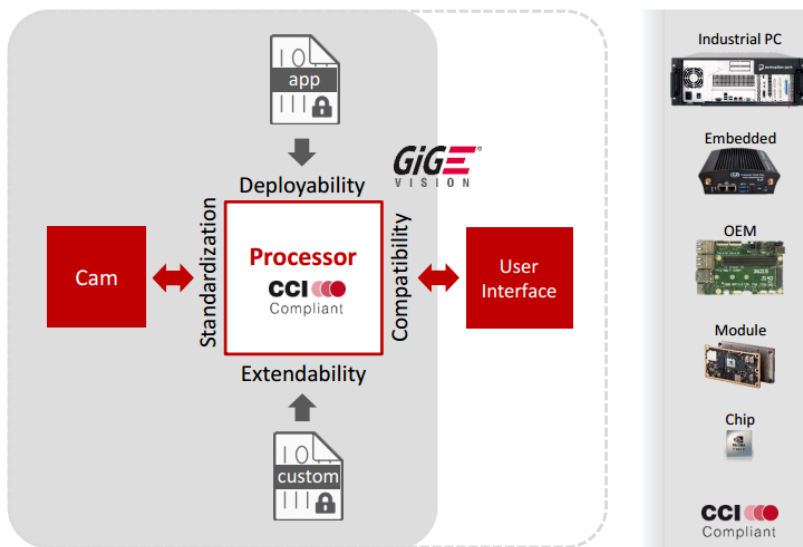 app
Deployability
GiGE
VISION
Standardization
Cam
Processor
CCI
Compliant
Compatibility
User
Interface
Extendability
custom
Industrial PC
Embedded
OEM
Module
Chip
CCI
Compliant